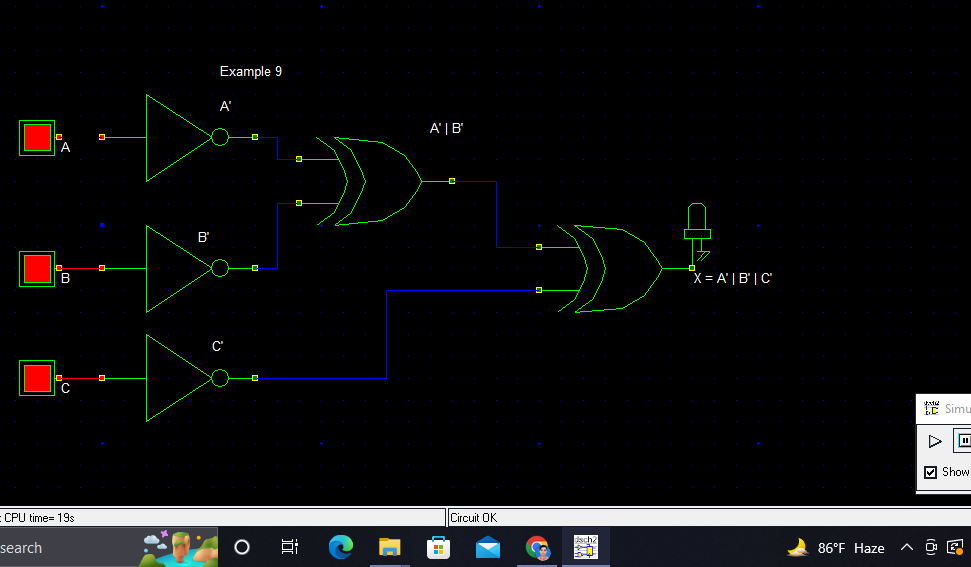 Example 9
A'
A' | B'
A
B'
B
X = A' | B' | C'
C'
C
Simu
Show
: CPU time= 19s
Circuit OK
search
dsch2
86°F Haze